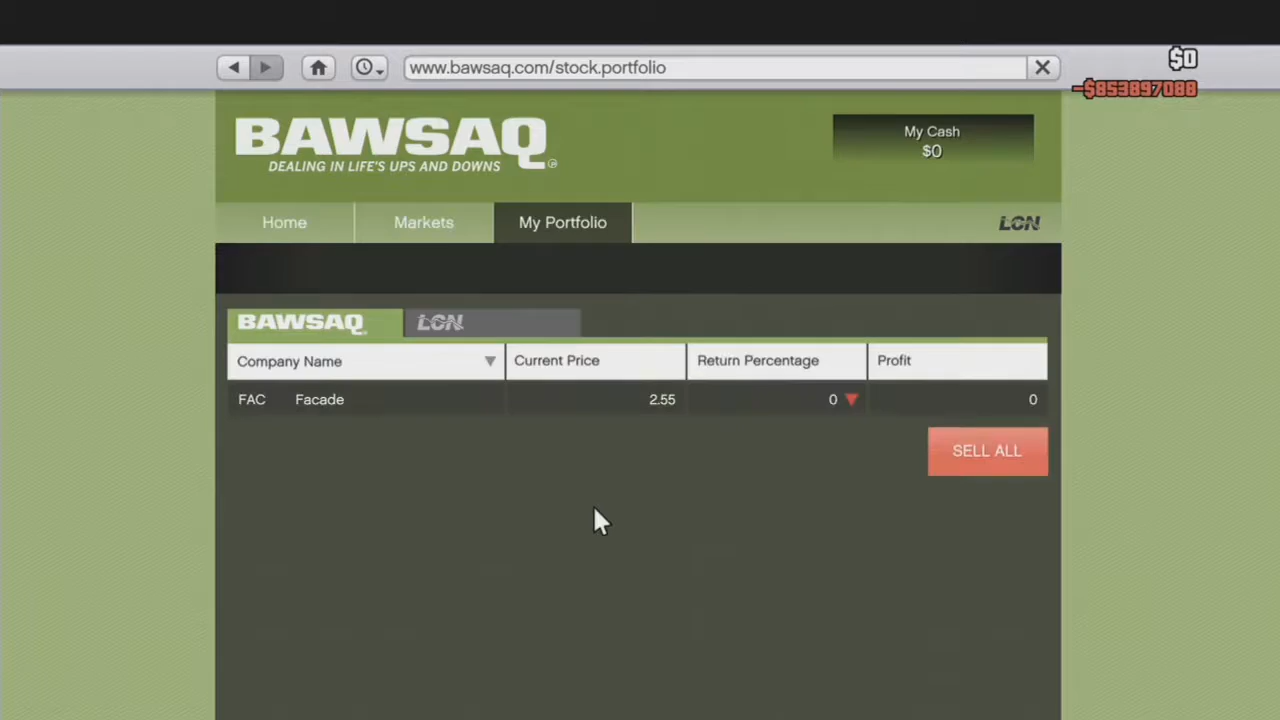 $0
www.bawsaq.com/stock.portfolio
-$853897088
BAWSAQ
DEALING IN LIFE'S UPS AND DOWNS
My Cash
$0
Home Markets My Portfolio LCN
BAWSAQ LCN
Company Name Current Price Return Percentage Profit
FAC Facade 2.55 0 0
SELL ALL